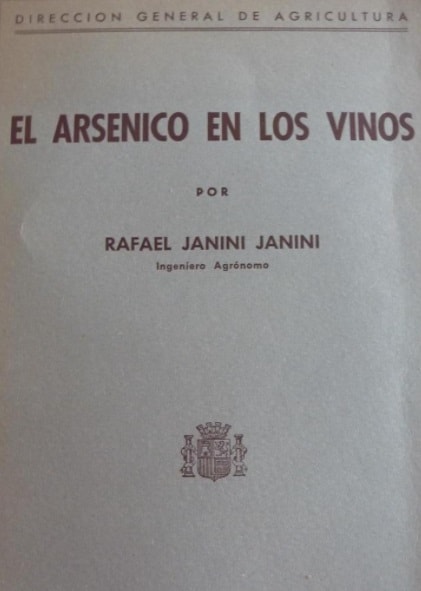 DIRECCION GENERAL DE AGRICULTURA
EL ARSENICO EN LOS VINOS
POR
RAFAEL JANINI JANINI
Ingeniero Agrónomo